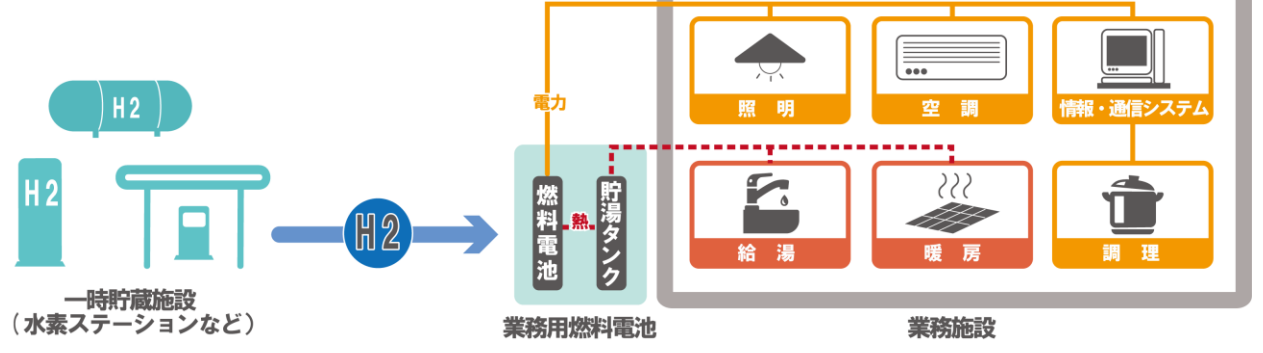 H2
H2
一時貯蔵施設
（水素ステーションなど）
H2
電力
燃料電池
熱
貯湯タンク
業務用燃料電池
照明
空調
情報・通信システム
給湯
暖房
調理
業務施設